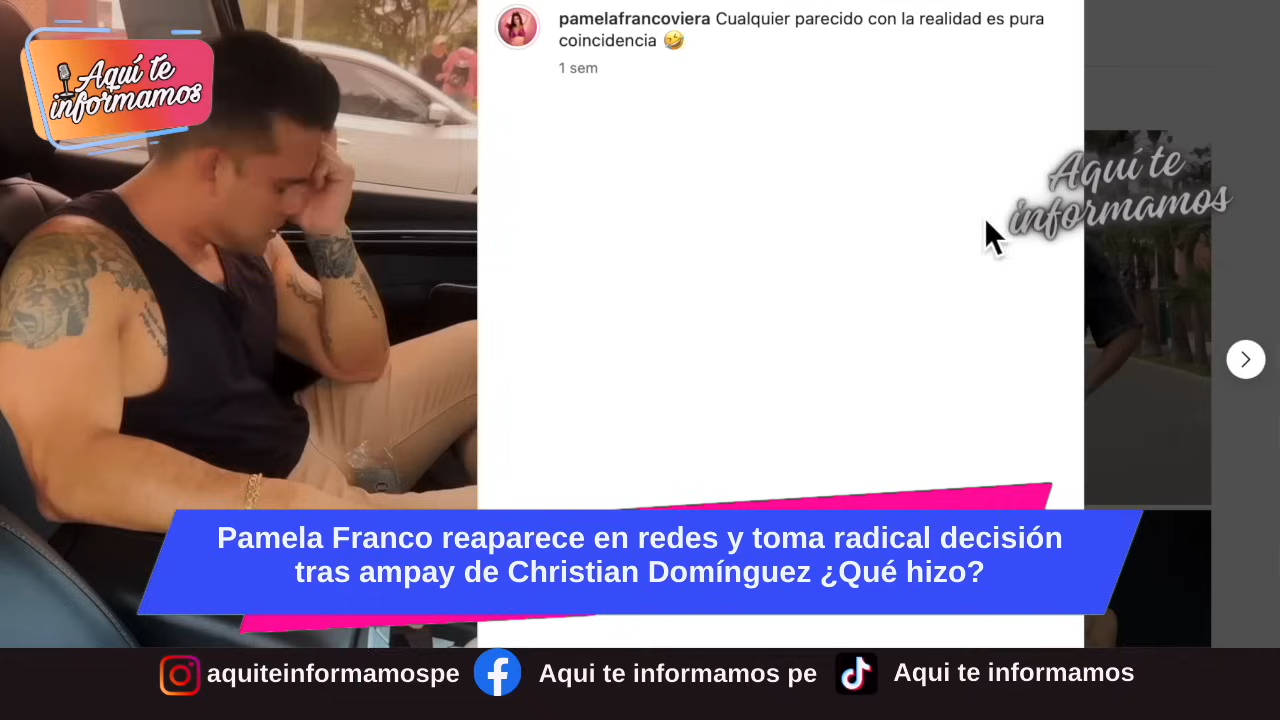 Aquí te
informamos
pamelafrancoviera Cualquier parecido con la realidad es pura
coincidencia 🤣
1 sem
Aquí te
informamos
Pamela Franco reaparece en redes y toma radical decisión
tras ampay de Christian Domínguez ¿Qué hizo?
aquiteinformamospe
Aqui te informamos pe
Aqui te informamos